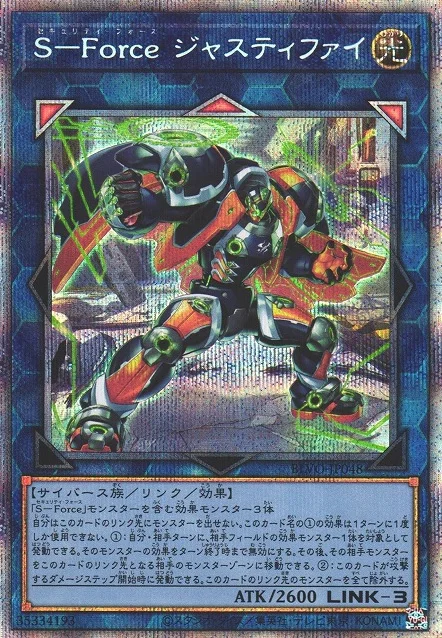 セキュリティ・フォース
S－Force ジャスティファイ
光
BLVO-JP048
【サイバース族／リンク／効果】
「S－Force」モンスターを含む効果モンスター3体
自分はこのカードのリンク先にモンスターを出せない。このカード名の①の効果は1ターンに1度
しか使用できない。①：自分・相手ターンに、相手フィールドの効果モンスター1体を対象として
発動できる。そのモンスターの効果をターン終了時まで無効にする。その後、その相手モンスター
をこのカードのリンク先となる相手のモンスターゾーンに移動できる。②：このカードが攻撃
するダメージステップ開始時に発動できる。このカードのリンク先のモンスターを全て除外する。
ATK/2600 LINK－3
35334193
©スタジオ・ダイス/集英社・テレビ東京・KONAMI